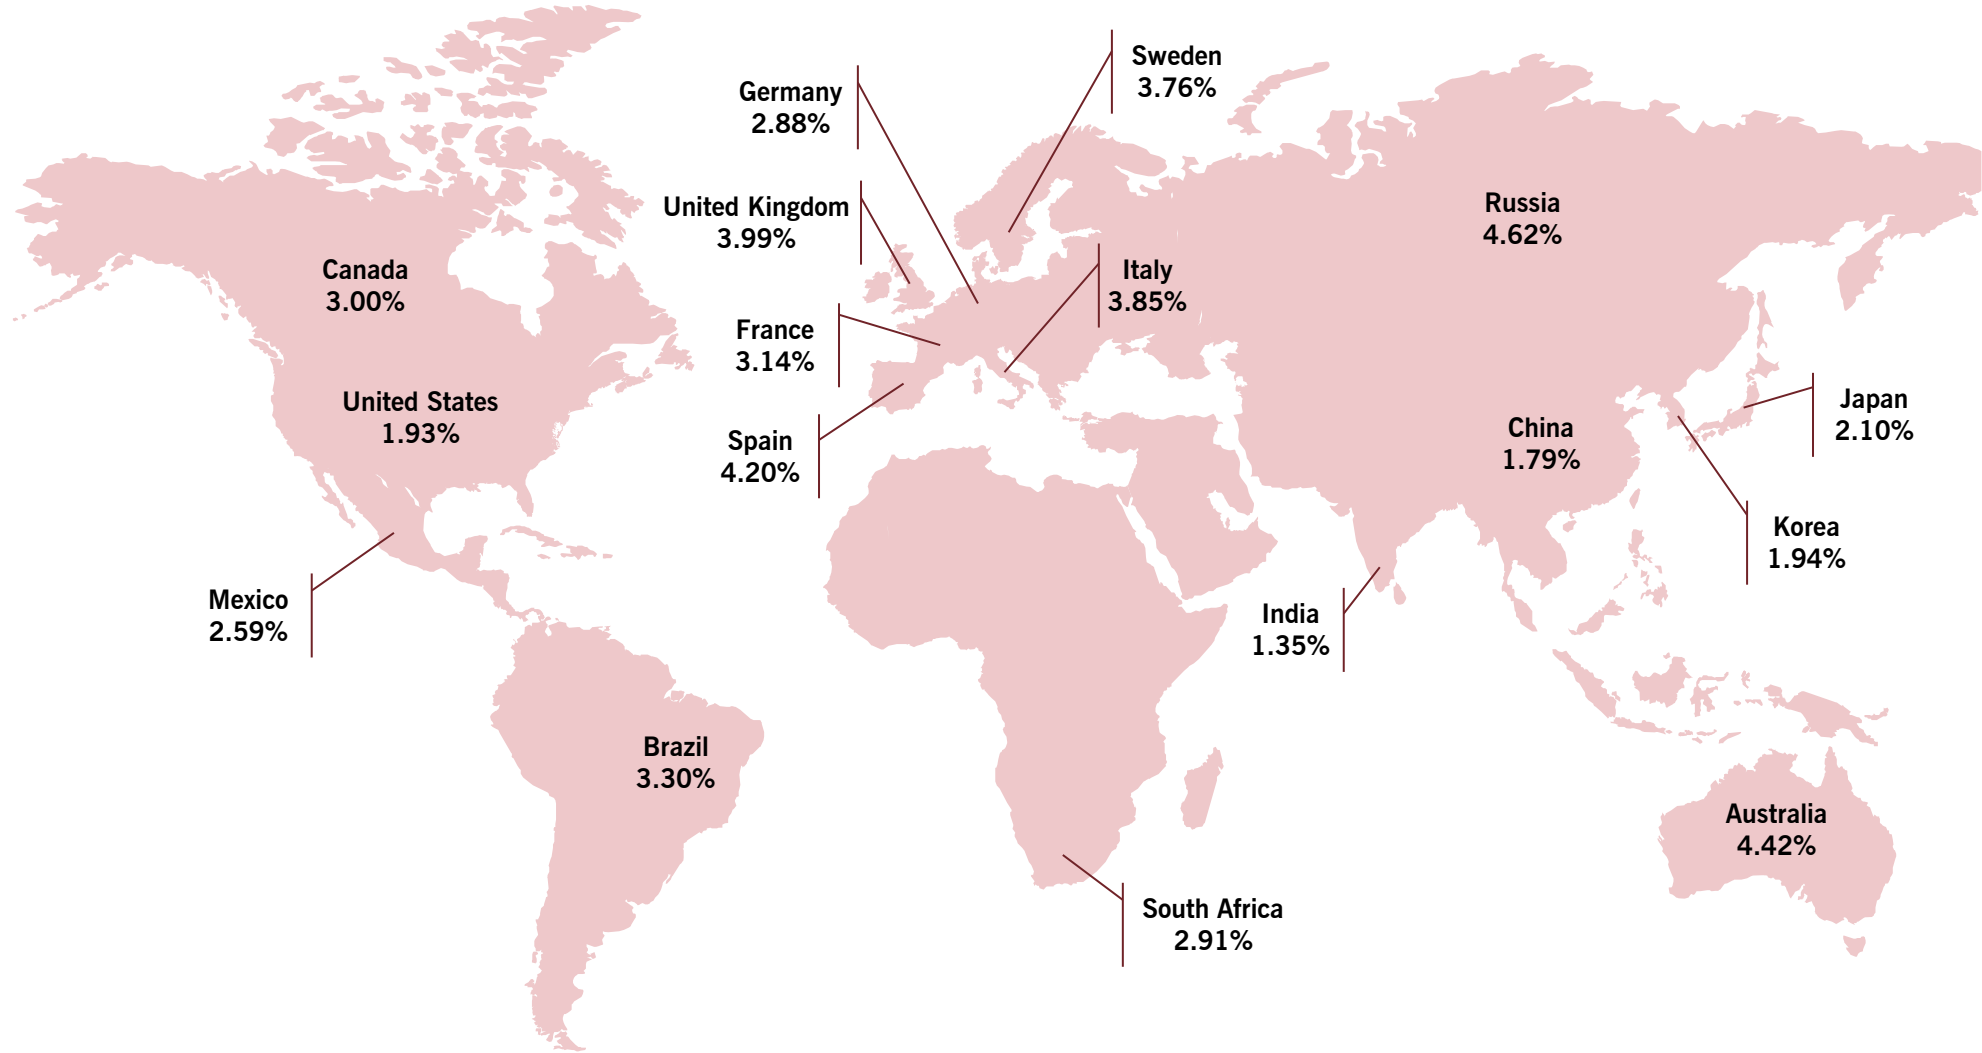 Sweden
3.76%
Germany
2.88%
United Kingdom
3.99%
Russia
4.62%
Canada
3.00%
Italy
3.85%
France
3.14%
United States
1.93%
Japan
2.10%
China
1.79%
Spain
4.20%
Korea
1.94%
Mexico
2.59%
India
1.35%
Brazil
3.30%
Australia
4.42%
South Africa
2.91%